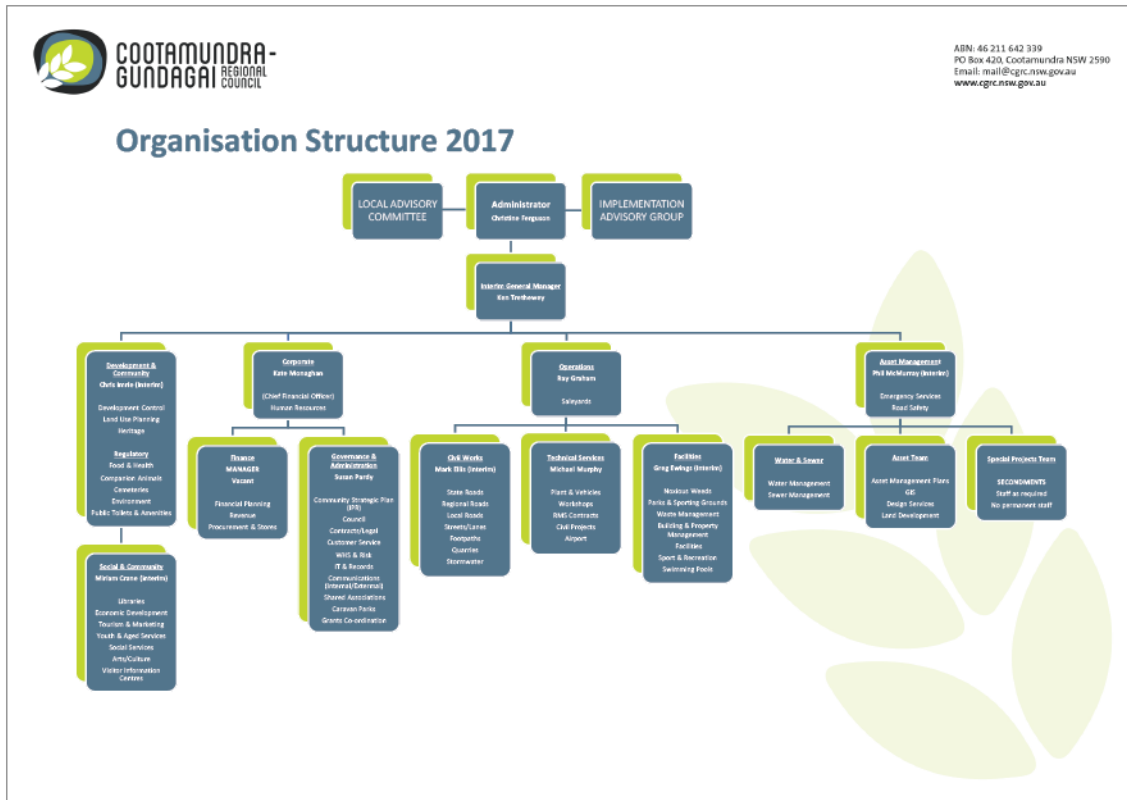 COOTAMUNDRA-
GUNDAGAI REGIONAL COUNCIL
ABN: 46 211 642 339
PO Box 420, Cootamundra NSW 2590
Email: mail@cgrc.nsw.gov.au
www.cgrc.nsw.gov.au
Organisation Structure 2017
LOCAL ADVISORY
COMMITTEE
Administrator
Christine Ferguson
IMPLEMENTATION
ADVISORY GROUP
Interim General Manager
Ken Trethewey
Development &
Community
Chris Imrie (Interim)
Development Control
Land Use Planning
Heritage
Regulatory
Food & Health
Companion Animals
Cemeteries
Environment
Public Toilets & Amenities
Social & Community
Miriam Crane (Interim)
Libraries
Economic Development
Tourism & Marketing
Youth & Aged Services
Social Services
Arts/Culture
Visitor Information
Centres
Corporate
Kate Monaghan
(Chief Financial Officer)
Human Resources
Finance
MANAGER
Vacant
Financial Planning
Revenue
Procurement & Stores
Governance &
Administration
Susan Pardy
Community Strategic Plan
(IPR)
Council
Contracts/Legal
Customer Service
WHS & Risk
IT & Records
Communications
(Internal/External)
Shared Associations
Caravan Parks
Grants Co-ordination
Operations
Ray Graham
Saleyards
Civil Works
Mark Ellis (Interim)
State Roads
Regional Roads
Local Roads
Streets/Lanes
Footpaths
Quarries
Stormwater
Technical Services
Michael Murphy
Plant & Vehicles
Workshops
RMS Contracts
Civil Projects
Airport
Facilities
Greg Ewings (Interim)
Noxious Weeds
Parks & Sporting Grounds
Waste Management
Building & Property
Management
Facilities
Sport & Recreation
Swimming Pools
Asset Management
Phil McMurray (Interim)
Emergency Services
Road Safety
Water & Sewer
Water Management
Sewer Management
Asset Team
Asset Management Plans
GIS
Design Services
Land Development
Special Projects Team
SECONDMENTS
Staff as required
No permanent staff